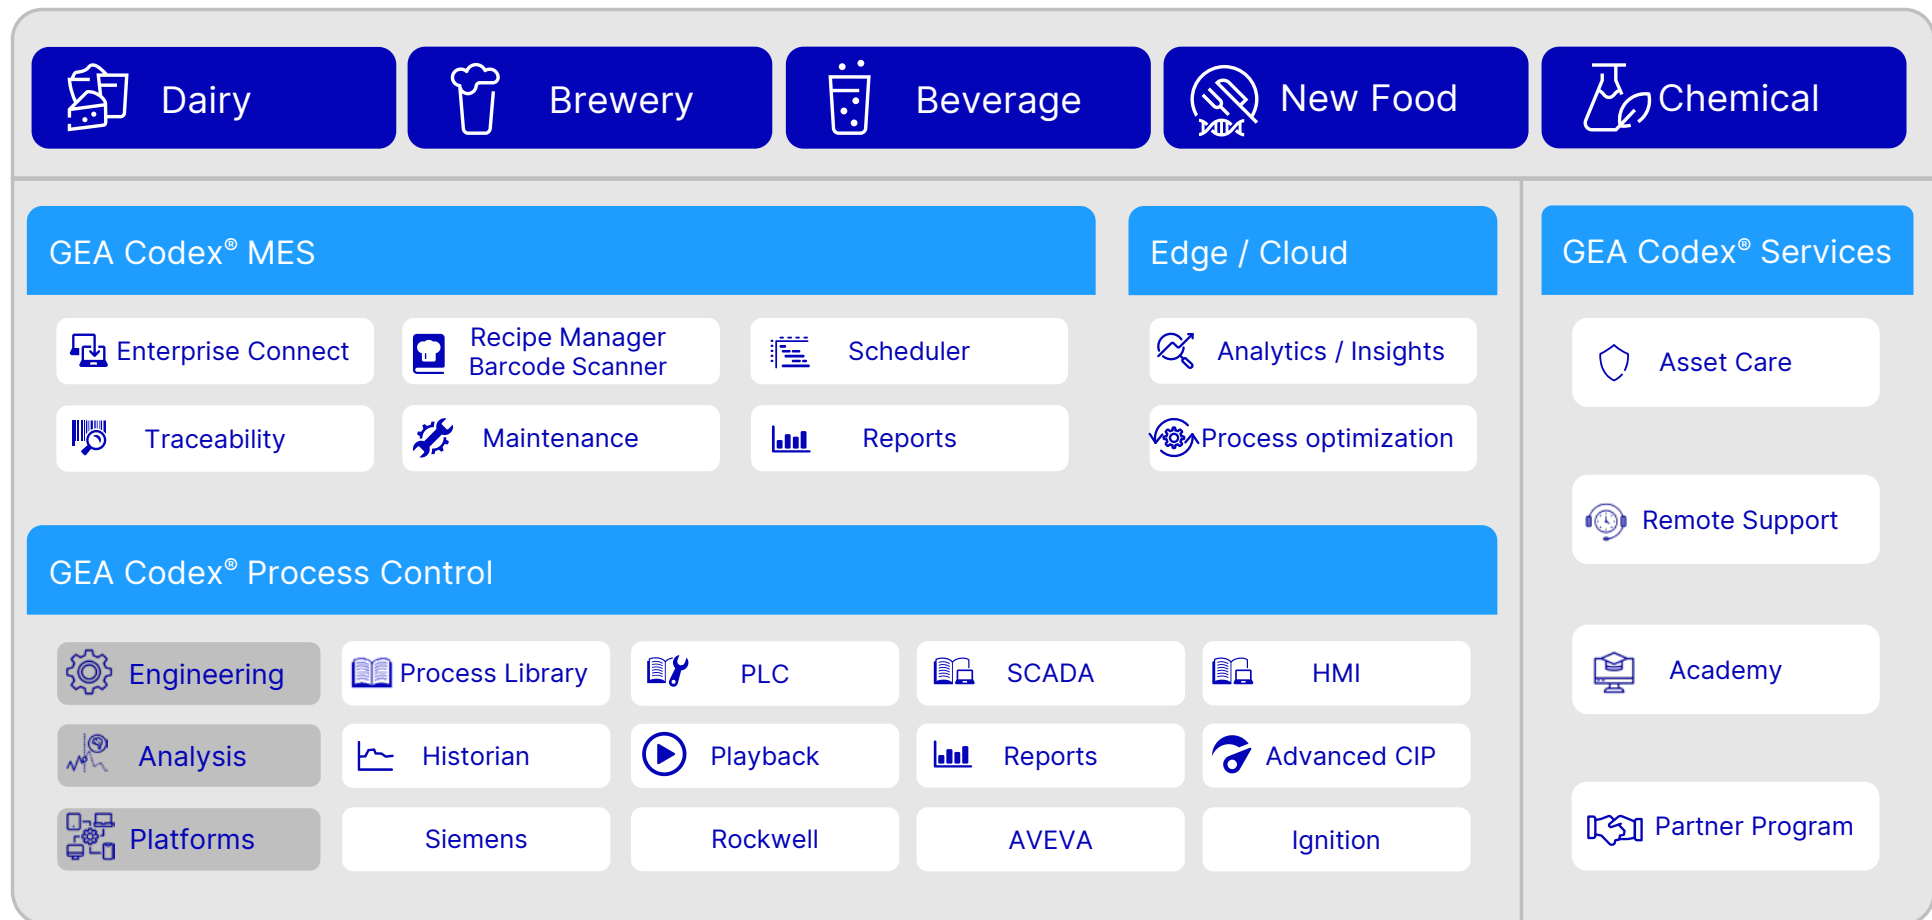 Dairy
Brewery
Beverage
New Food
Chemical
GEA Codex® MES
Edge / Cloud
GEA Codex® Services
Enterprise Connect
Recipe Manager
Barcode Scanner
Scheduler
Analytics / Insights
Asset Care
Traceability
Maintenance
Reports
Process optimization
Remote Support
GEA Codex® Process Control
Engineering
Process Library
PLC
SCADA
HMI
Academy
Analysis
Historian
Playback
Reports
Advanced CIP
Platforms
Siemens
Rockwell
AVEVA
Ignition
Partner Program